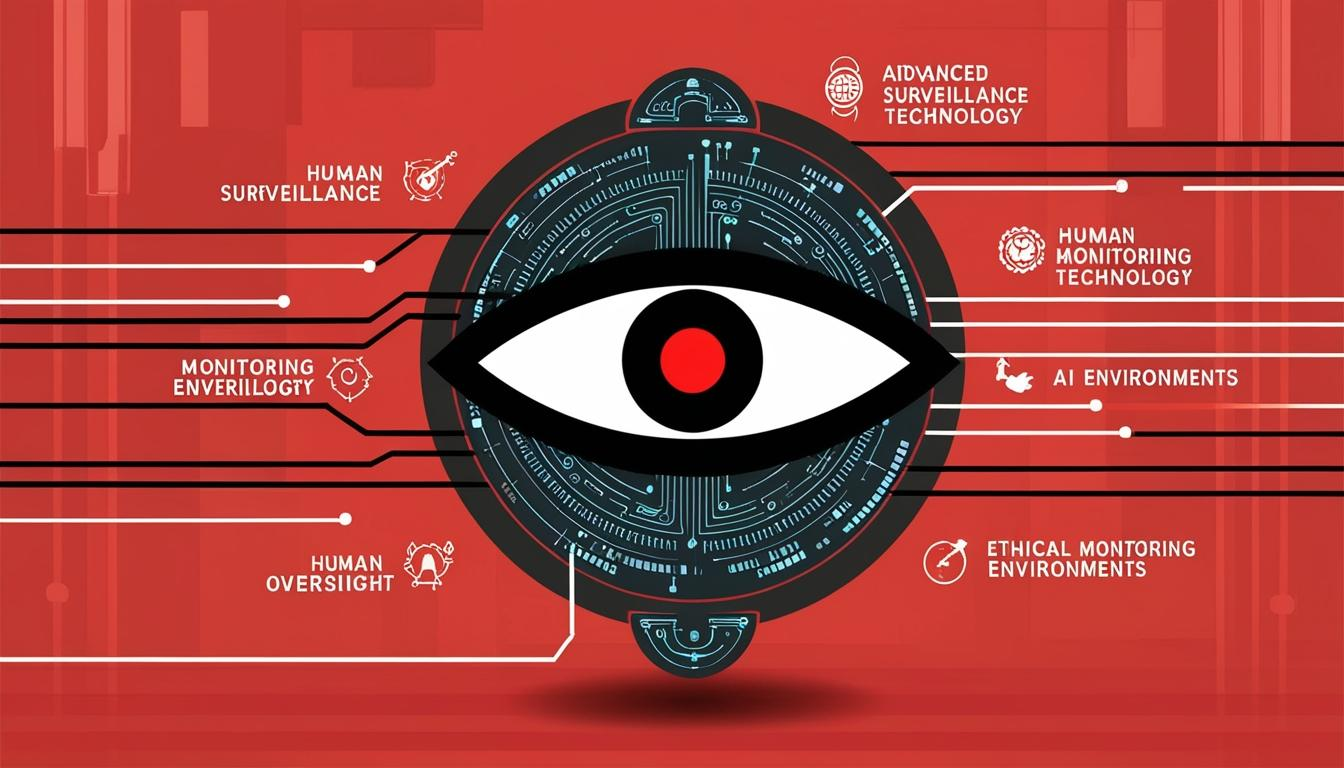 HUMAN
SURVEILLANCE
MONITORING
ENVERILLOGTY
HUMAN
OVERSIIGHT
AIDVANCED
SURVEILLANCE
TECHNOLOGY
HUMAN
MONITORIING
TECHNOLOGY
AI ENVIRONMENTS
ETHICAL MONTORING
ENVIRONMENTS